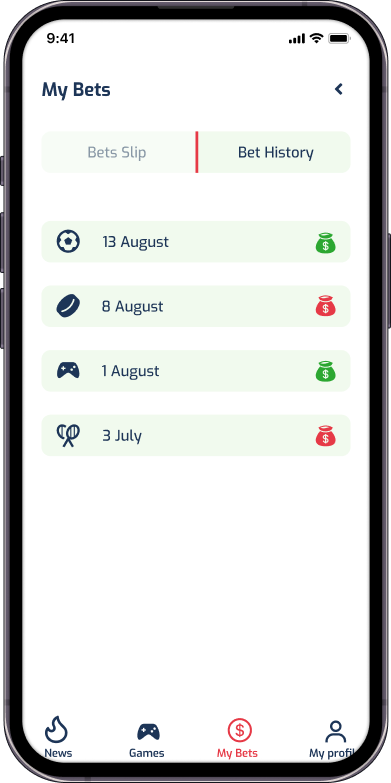 9:41
My Bets
Bets Slip Bet History
13 August
$
8 August
$
1 August
$
3 July
$
$
News Games My Bets My profil